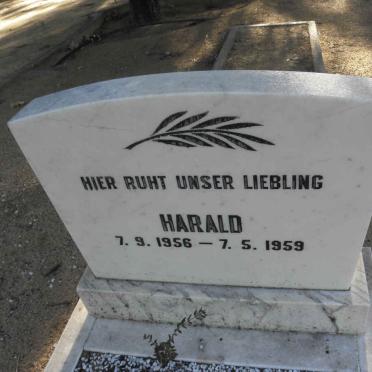 HIER RUHT UNSER LIEBLING
HARALD
7. 9. 1956 — 7. 5. 1959